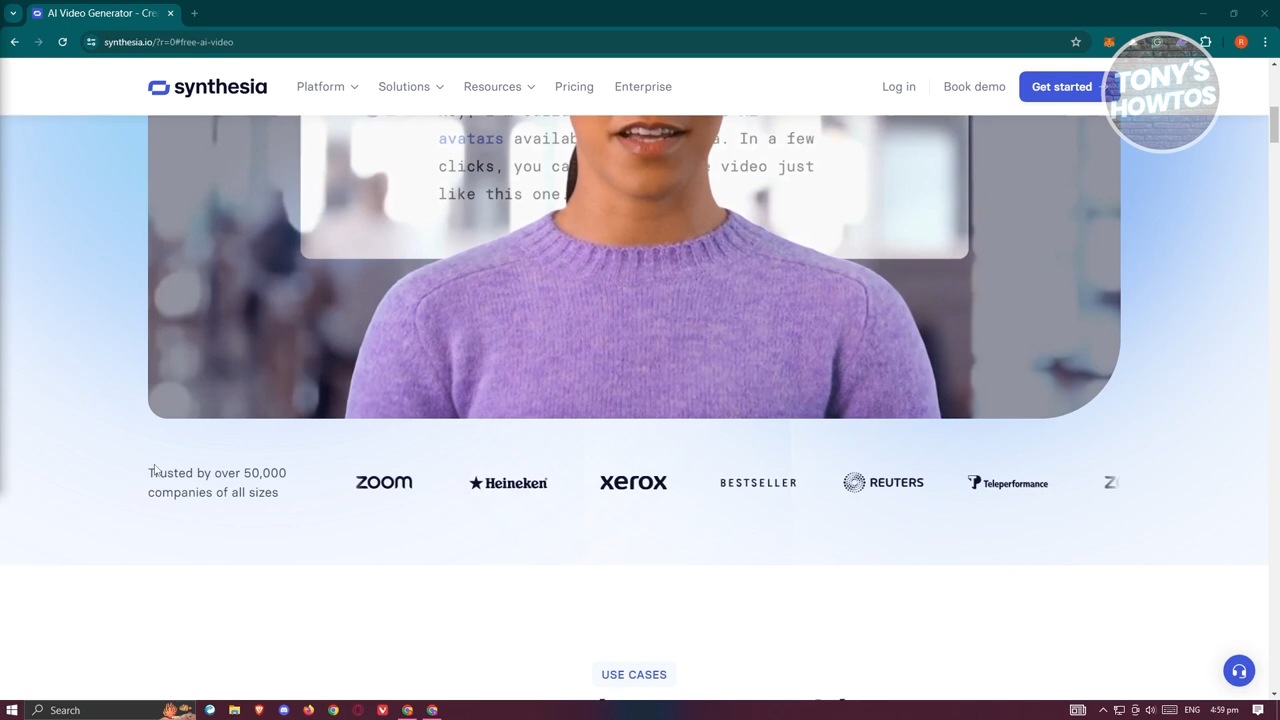 AI Video Generator - Crea
synthesia.io/?r=0#free-ai-video
R
synthesia
Platform
Solutions
Resources
Pricing
Enterprise
Log in
Book demo
Get started
TONY'S
HOWTOS
avatars availab
a. In a few
clicks, you ca
video just
like this one.
Trusted by over 50,000
companies of all sizes
zoom
Heineken
xerox
BESTSELLER
REUTERS
Teleperformance
USE CASES
Search
ENG
4:59 pm